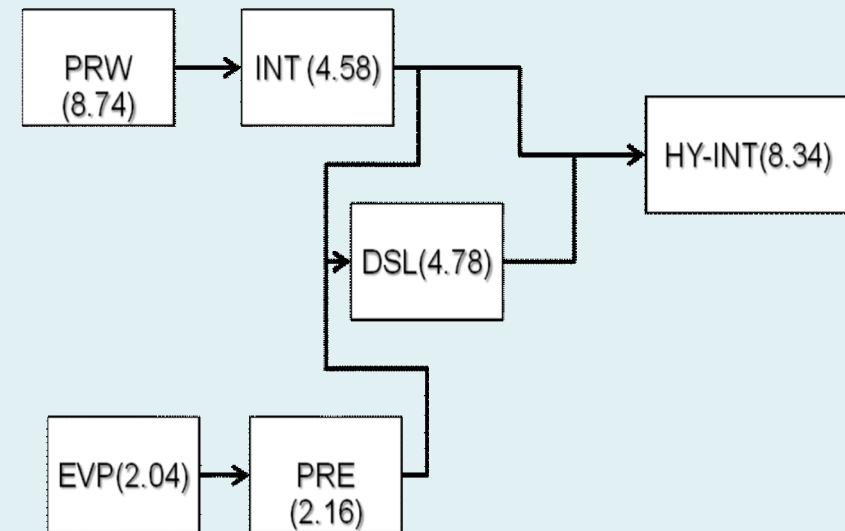 PRW
(8.74)
INT (4.58)
HY-INT(8.34)
DSL(4.78)
EVP(2.04)
PRE
(2.16)